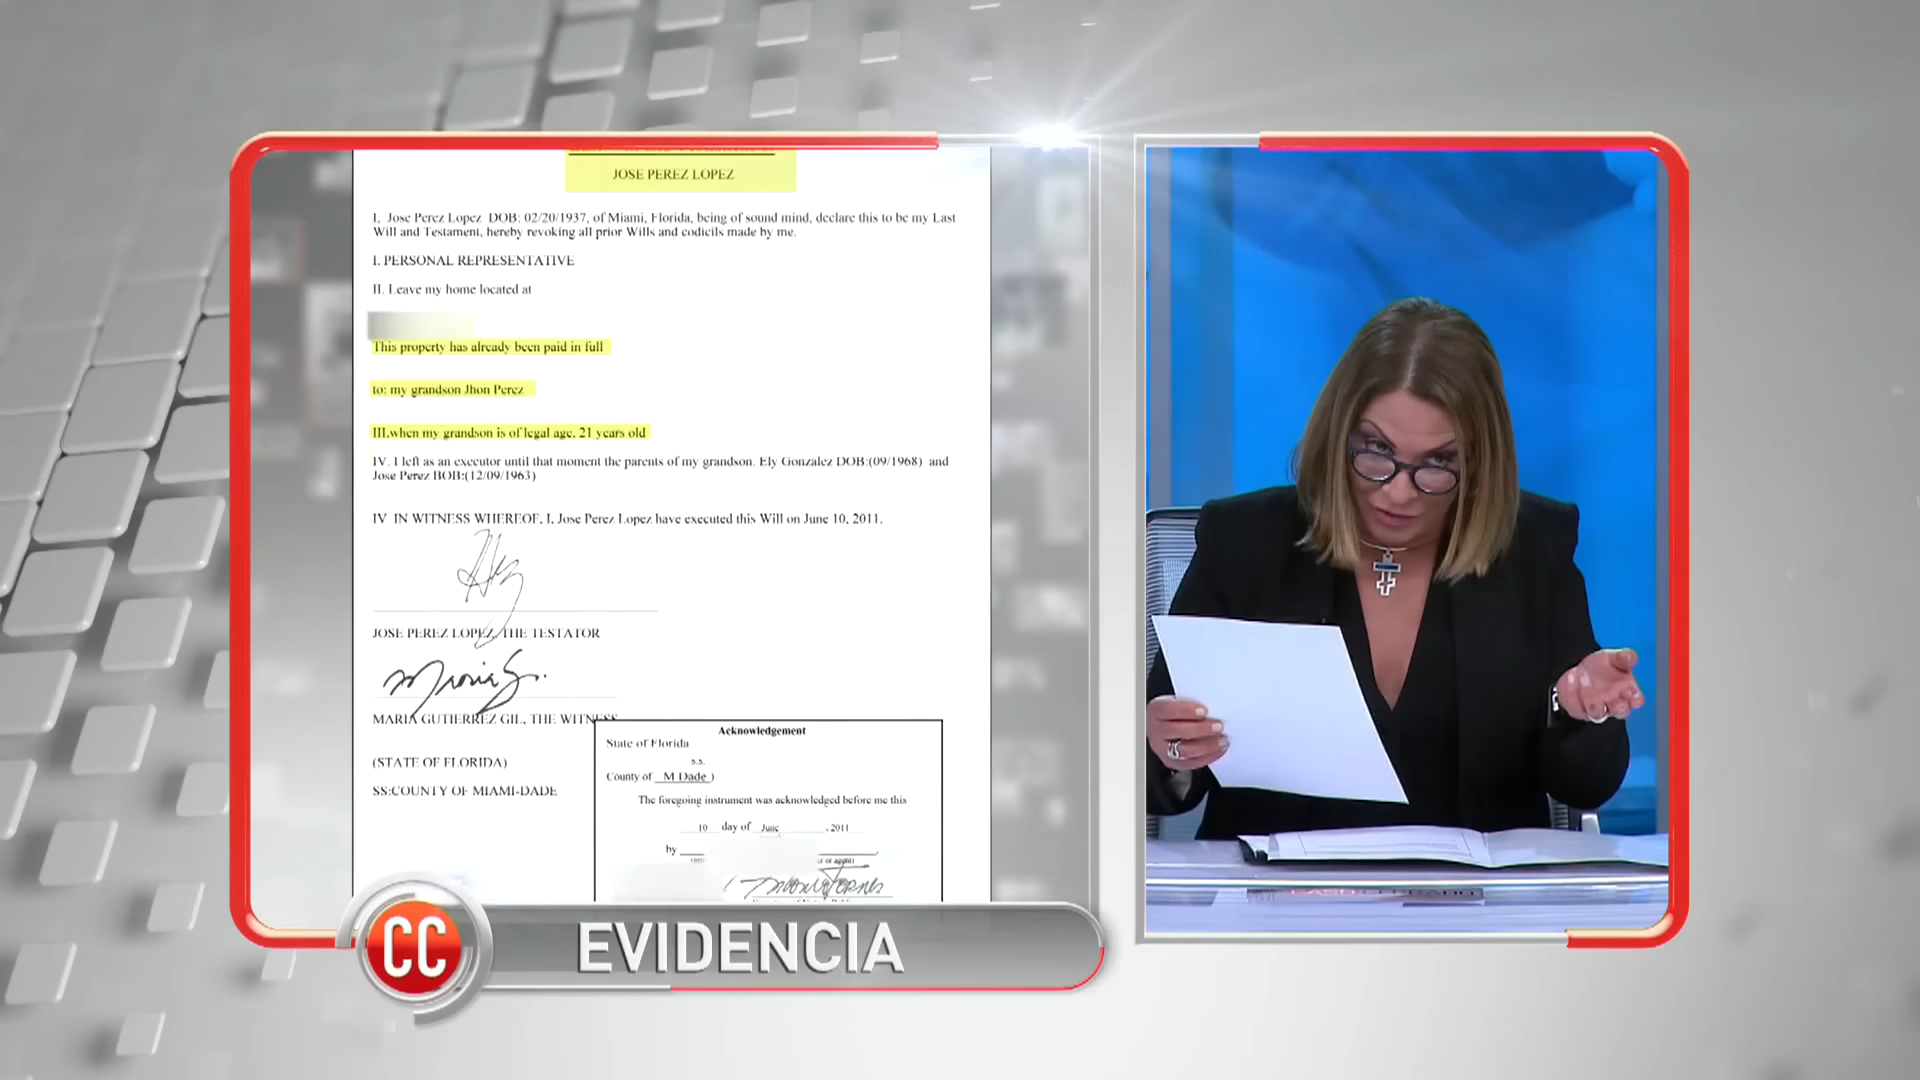 JOSE PEREZ LOPEZ
I, Jose Perez Lopez DOB: 02/20/1937, of Miami, Florida, being of sound mind, declare this to be my Last
Will and Testament, hereby revoking all prior Wills and codicils made by me.
I. PERSONAL REPRESENTATIVE
II. Leave my home located at
This property has already been paid in full
to: my grandson Jhon Perez
III.when my grandson is of legal age. 21 years old
IV. I left as an executor until that moment the parents of my grandson. Ely Gonzalez DOB:(09/1968) and
Jose Perez BOB:(12/09/1963)
IV IN WITNESS WHEREOF, I, Jose Perez Lopez have executed this Will on June 10, 2011.
JOSE PEREZ LOPEZ, THE TESTATOR
MARIA GUTIERREZ GIL, THE WITNESS
(STATE OF FLORIDA)
SS:COUNTY OF MIAMI-DADE
Acknowledgement
State of Florida
s.s.
County of M Dade )
The foregoing instrument was acknowledged before me this
10 day of June , 2011
by
CC EVIDENCIA